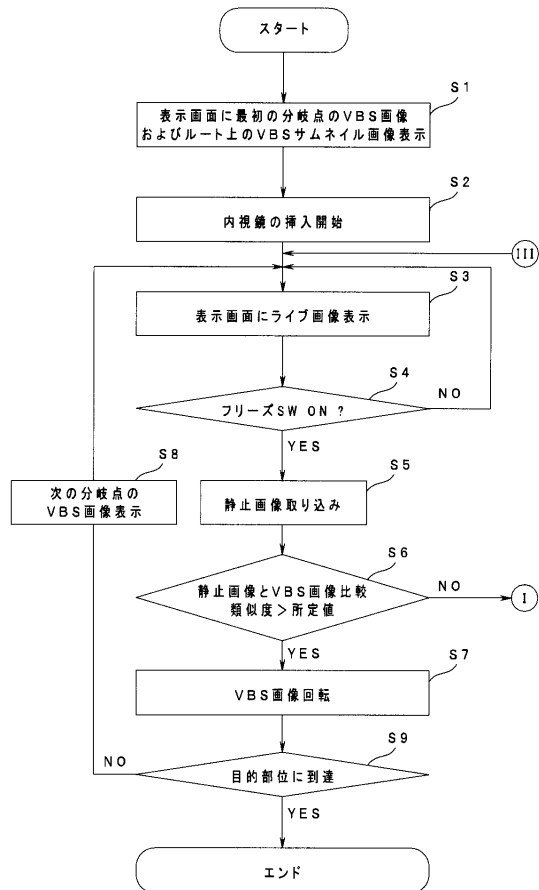 スタート
S1
表示画面に最初の分岐点のVBS画像
およびルート上のVBSサムネイル画像表示
S2
内視鏡の挿入開始
III
S3
表示画面にライブ画像表示
S4
フリーズSW ON ?
NO
YES
S8
次の分岐点の
VBS画像表示
S5
静止画像取り込み
S6
静止画像とVBS画像比較
類似度>所定値
NO
I
YES
S7
VBS画像回転
S9
目的部位に到達
NO
YES
エンド